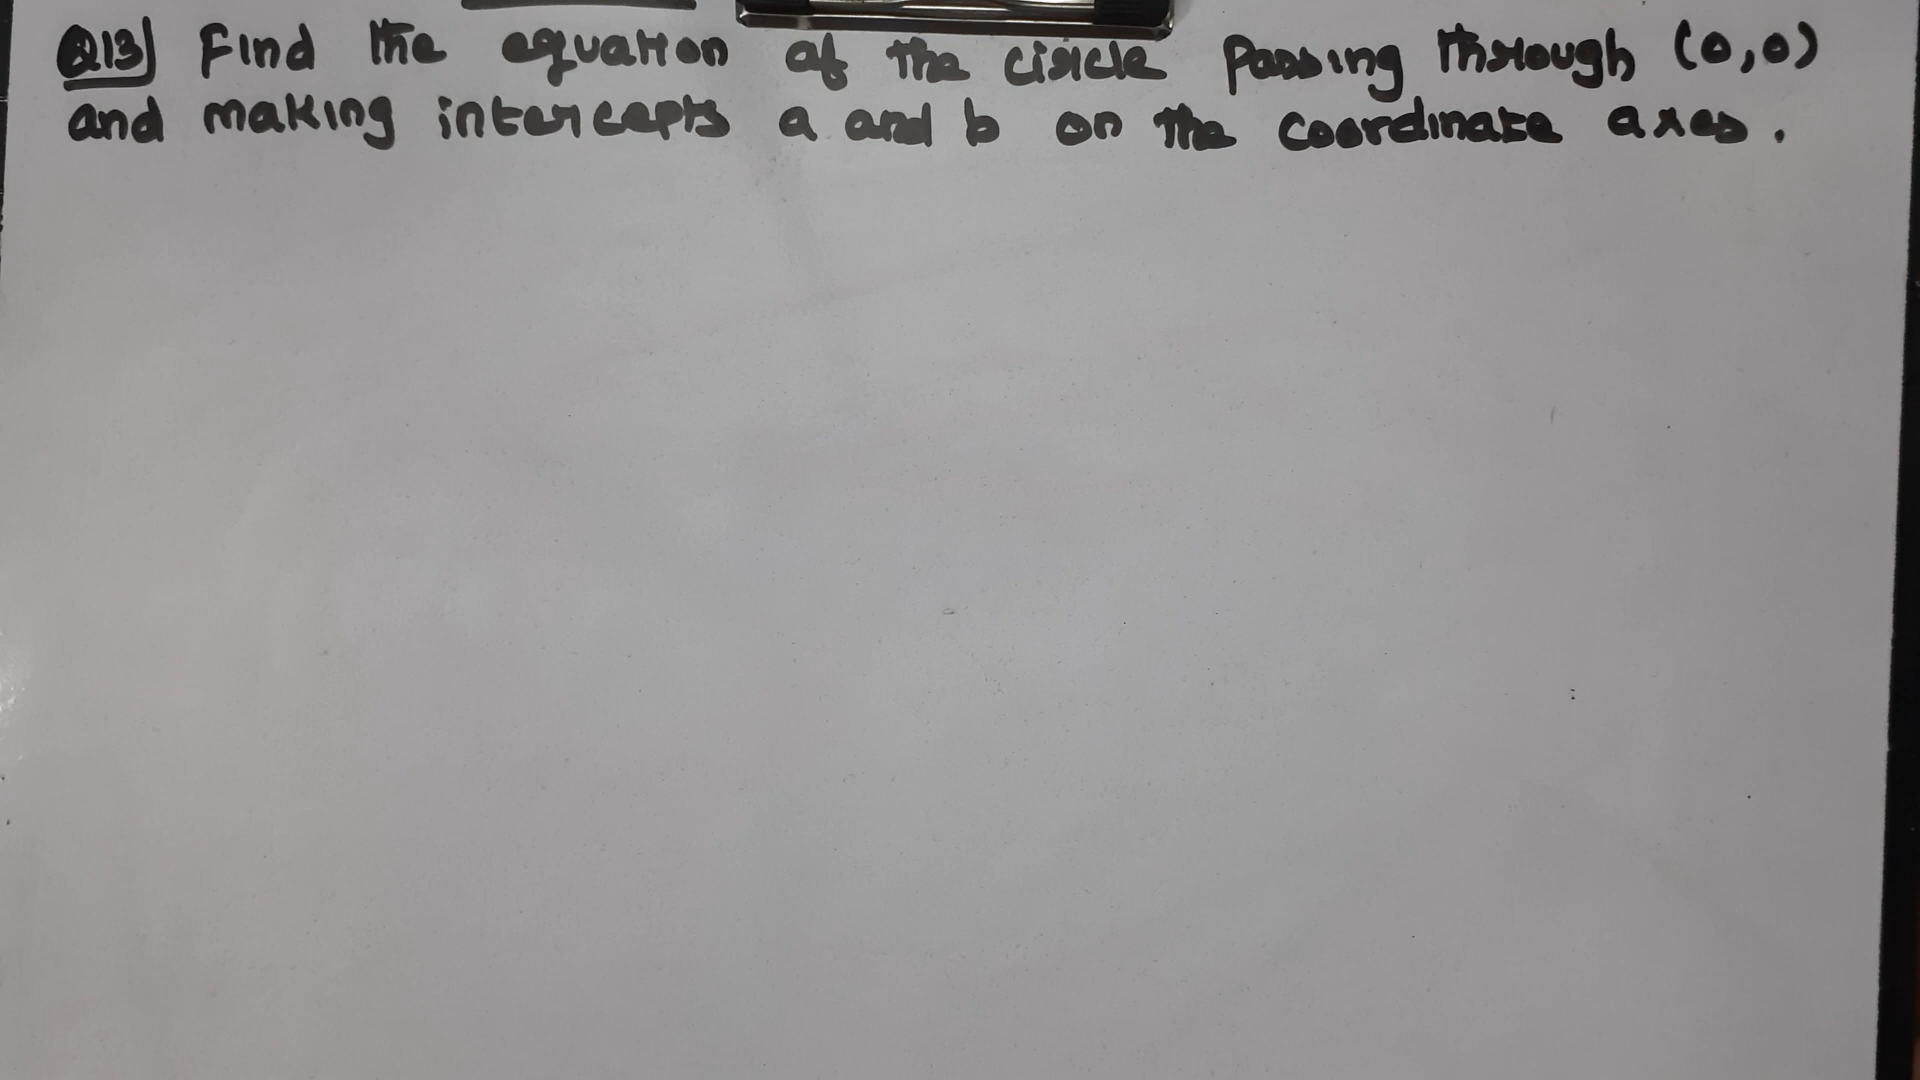 Q13) Find the equation of the circle passing through (0,0)
and making intercepts a and b on the coordinate axes.